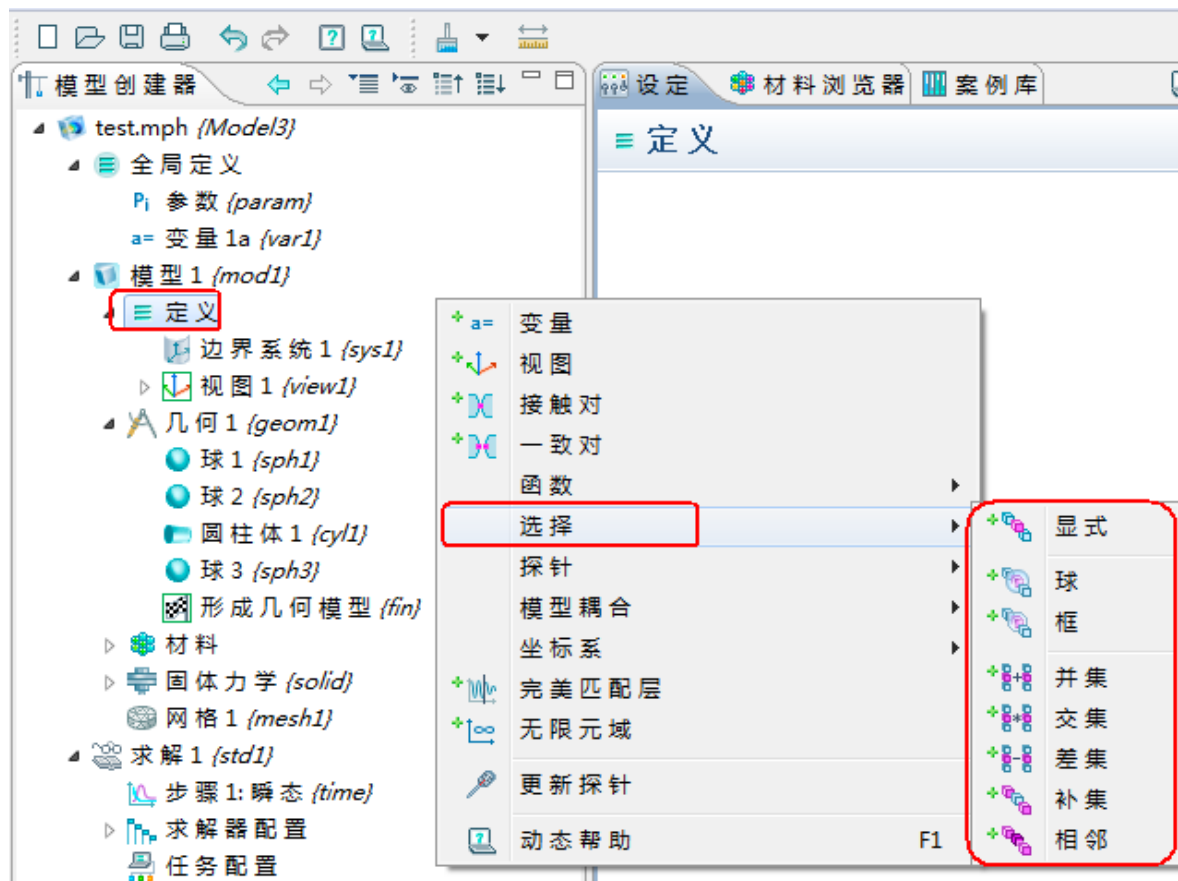 模型创建器
设定 材料浏览器 案例库
test.mph {Model3}
定义
全局定义
Pi 参数 {param}
a= 变量 1a {var1}
模型 1 {mod1}
定义
边界系统 1 {sys1}
视图 1 {view1}
几何 1 {geom1}
球 1 {sph1}
球 2 {sph2}
圆柱体 1 {cyl1}
球 3 {sph3}
形成几何模型 {fin}
材料
固体力学 {solid}
网格 1 {mesh1}
求解 1 {std1}
步骤 1: 瞬态 {time}
求解器配置
任务配置
a= 变量
视图
接触对
一致对
函数
选择
探针
模型耦合
坐标系
完美匹配层
无限元域
更新探针
动态帮助 F1
显式
球
框
并集
交集
差集
补集
相邻